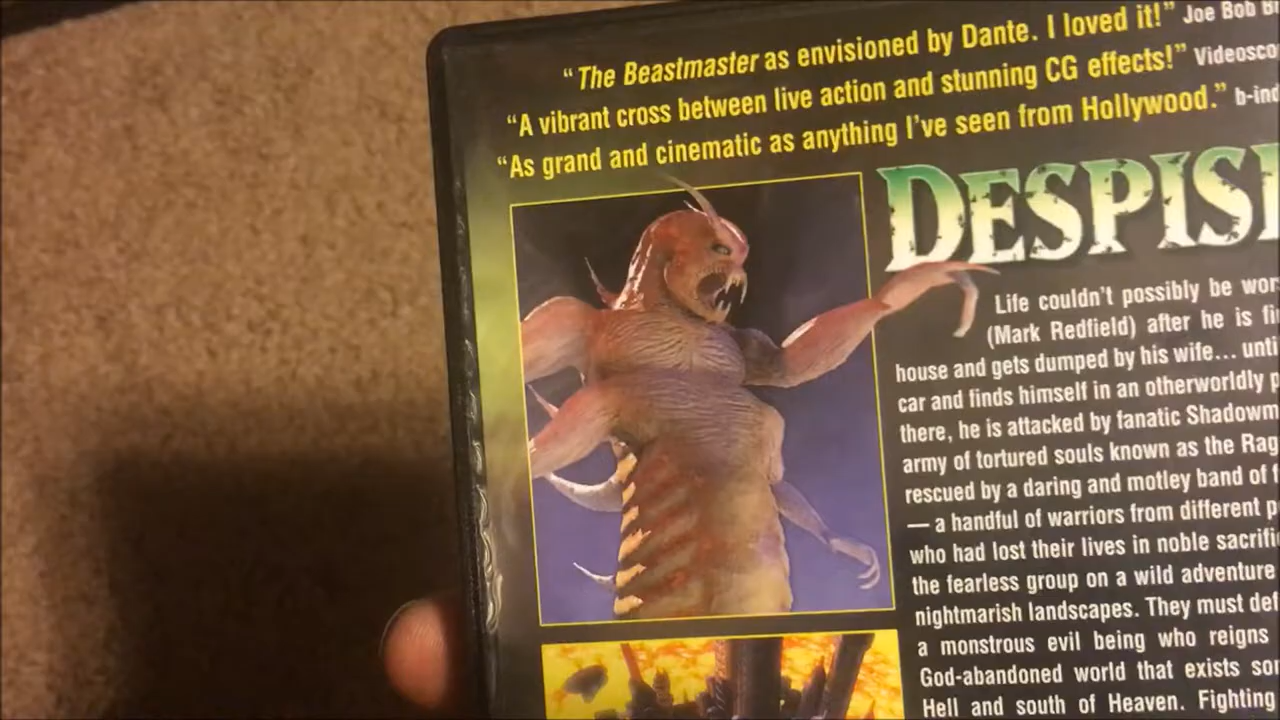 "The Beastmaster as envisioned by Dante. I loved it!" Joe Bob
"A vibrant cross between live action and stunning CG effects!" Videosco
"As grand and cinematic as anything I've seen from Hollywood." b-ind
DESPIS
Life couldn't possibly be wor
(Mark Redfield) after he is fi
house and gets dumped by his wife... unti
car and finds himself in an otherworldly p
there, he is attacked by fanatic Shadowm
army of tortured souls known as the Rag
rescued by a daring and motley band of
— a handful of warriors from different p
who had lost their lives in noble sacrifi
the fearless group on a wild adventure
nightmarish landscapes. They must def
a monstrous evil being who reigns
God-abandoned world that exists so
Hell and south of Heaven. Fighting